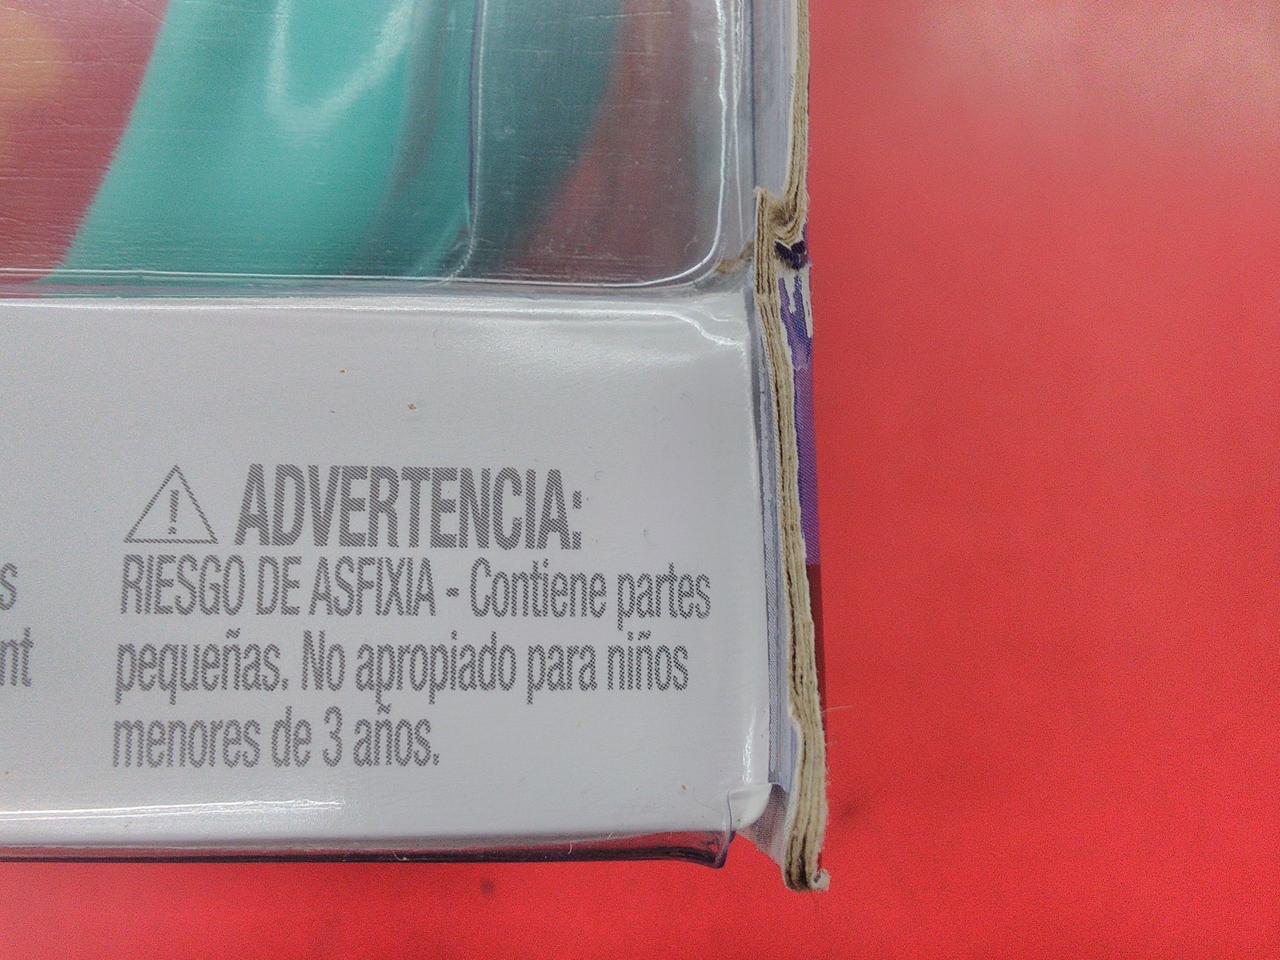 ADVERTENCIA:
RIESGO DE ASFIXIA - Contiene partes
pequeñas. No apropiado para niños
menores de 3 años.